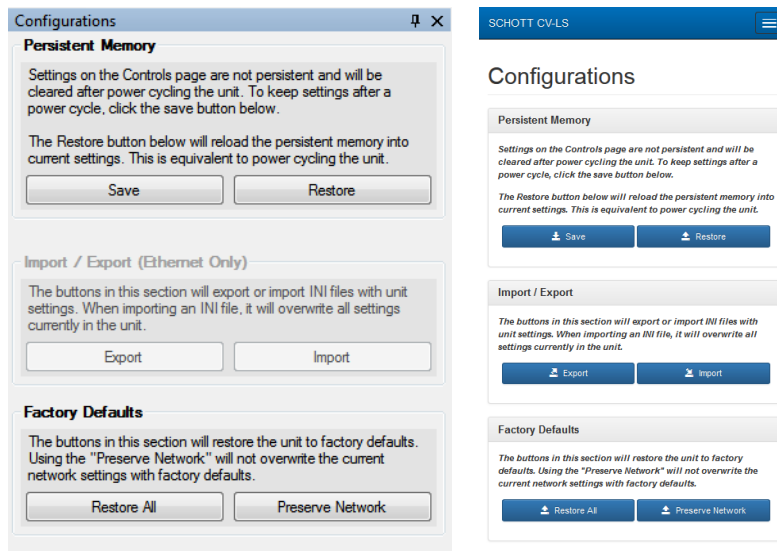 Configurations
Persistent Memory
Settings on the Controls page are not persistent and will be
cleared after power cycling the unit. To keep settings after a
power cycle, click the save button below.
The Restore button below will reload the persistent memory into
current settings. This is equivalent to power cycling the unit.
Save Restore
Import / Export (Ethernet Only)
The buttons in this section will export or import INI files with unit
settings. When importing an INI file, it will overwrite all settings
currently in the unit.
Export Import
Factory Defaults
The buttons in this section will restore the unit to factory defaults.
Using the "Preserve Network" will not overwrite the current
network settings with factory defaults.
Restore All Preserve Network
SCHOTT CV-LS
Configurations
Persistent Memory
Settings on the Controls page are not persistent and will be
cleared after power cycling the unit. To keep settings after a
power cycle, click the save button below.
The Restore button below will reload the persistent memory into
current settings. This is equivalent to power cycling the unit.
Save Restore
Import / Export
The buttons in this section will export or import INI files with
unit settings. When importing an INI file, it will overwrite all
settings currently in the unit.
Export Import
Factory Defaults
The buttons in this section will restore the unit to factory
defaults. Using the "Preserve Network" will not overwrite the
current network settings with factory defaults.
Restore All Preserve Network